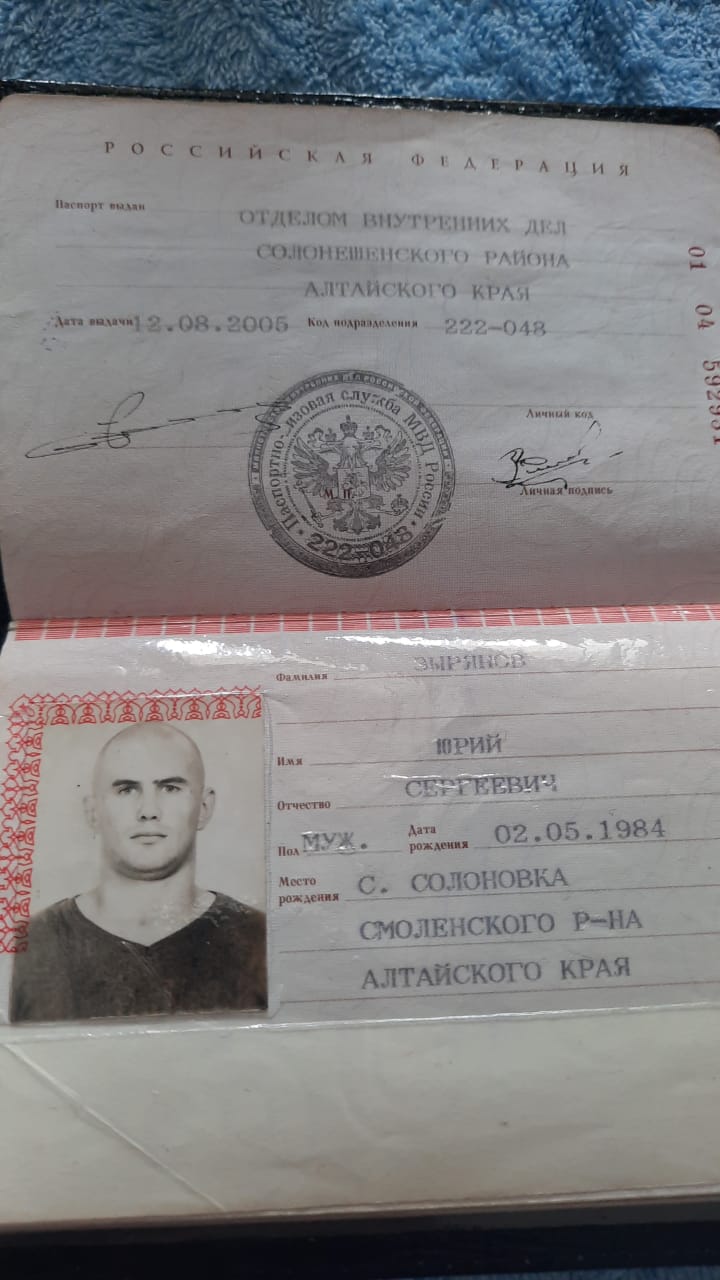 РОССИЙСКАЯ ФЕДЕРАЦИЯ
Паспорт выдан ОТДЕЛОМ ВНУТРЕННИХ ДЕЛ
СОЛОНЕШЕНСКОГО РАЙОНА
АЛТАЙСКОГО КРАЯ
Дата выдачи 12.08.2005 Код подразделения 222-048
01 04
Личный код
Паспортно-визовая служба МВД России
М.П.
222-048
Личная подпись
Фамилия ЗЫРЯНОВ
Имя ЮРИЙ
Отчество СЕРГЕЕВИЧ
Пол МУЖ. Дата рождения 02.05.1984
Место рождения С. СОЛОНОВКА
СМОЛЕНСКОГО Р-НА
АЛТАЙСКОГО КРАЯ